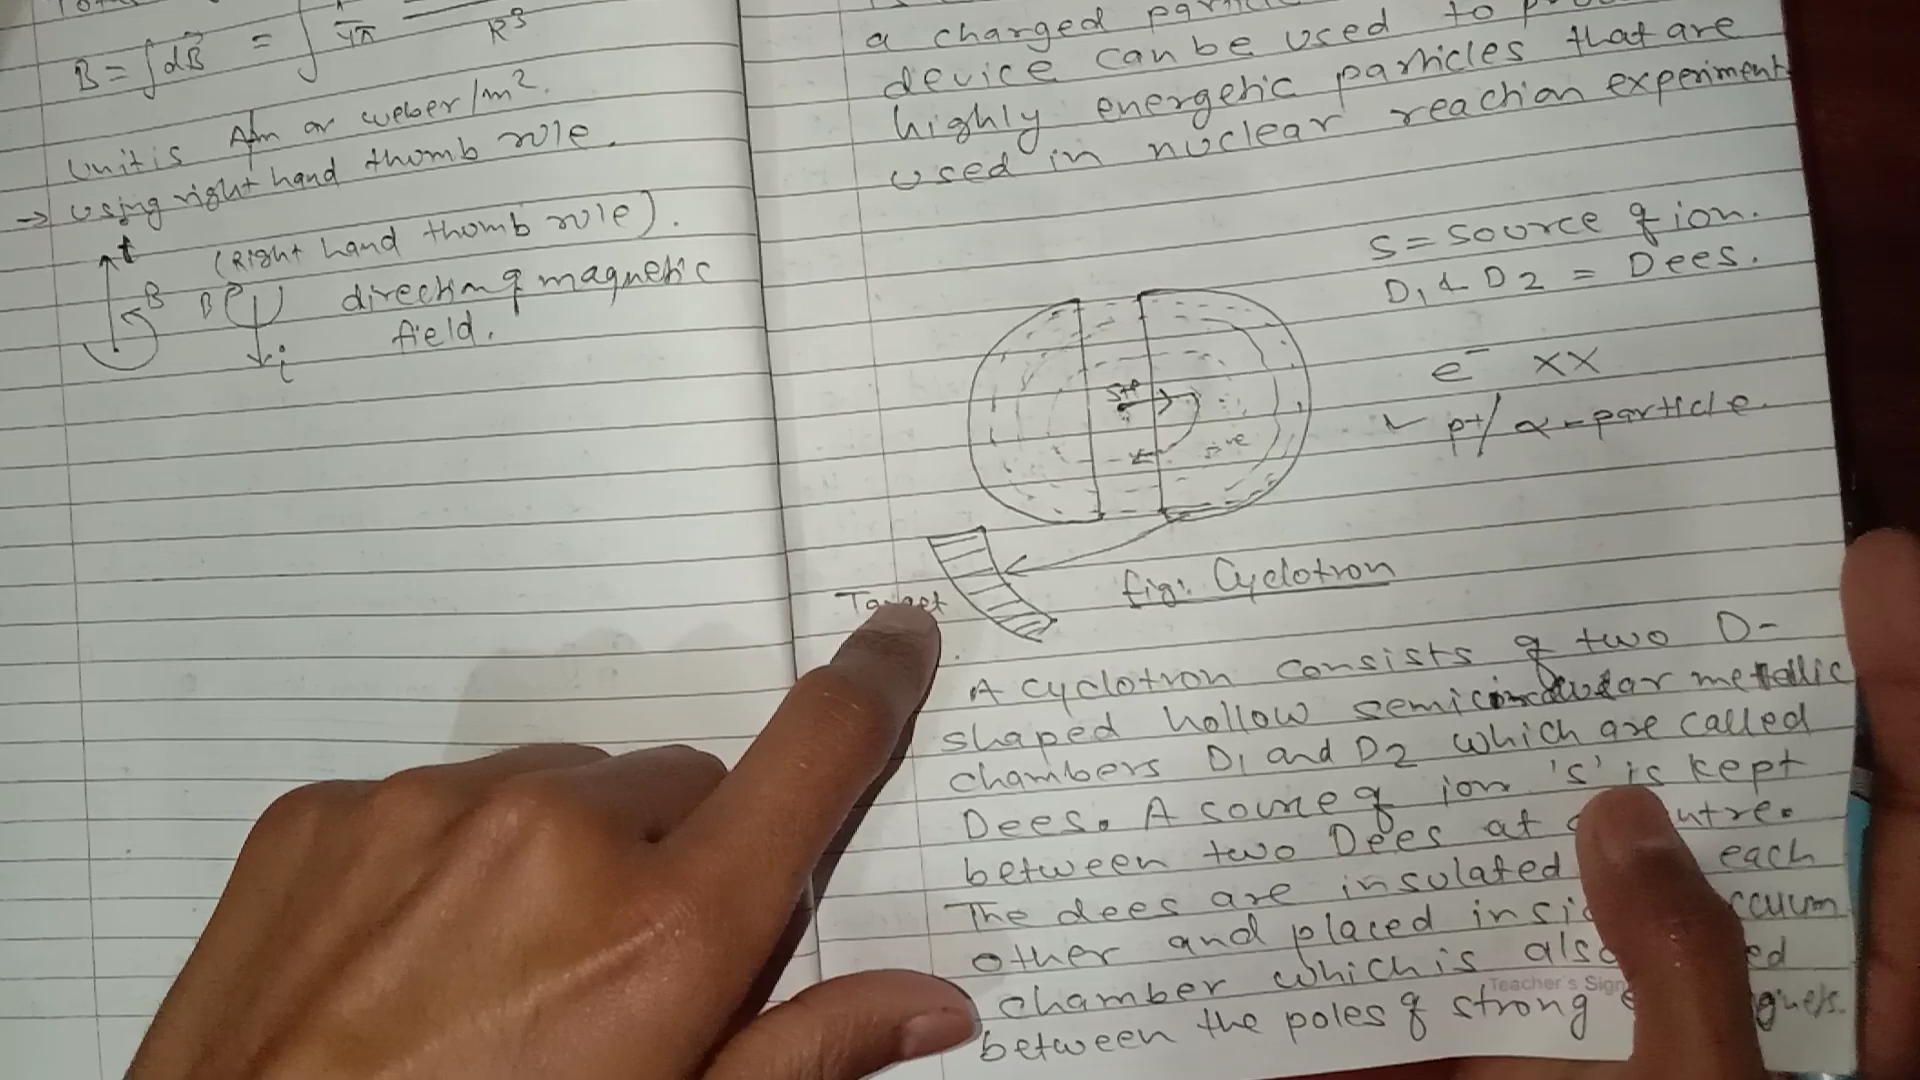 B = ∫dB = ∫ 4π R3
Unit is A/m or weber/m2.
→ Using right hand thumb rule.
(Right hand thumb rule).
B B direction of magnetic
field.
i
a charged
device can be used to
highly energetic particles that are
used in nuclear reaction experiment
S = source of ion.
D1 & D2 = Dees.
e- XX
p+/ α-particle.
Target
fig: Cyclotron
A cyclotron consists of two D-
shaped hollow semicircular metallic
chambers D1 and D2 which are called
Dees. A source of ion 's' is kept
between two Dees at
The dees are insulated each
other and placed
chamber which is also
Teacher's Sign
between the poles of strong